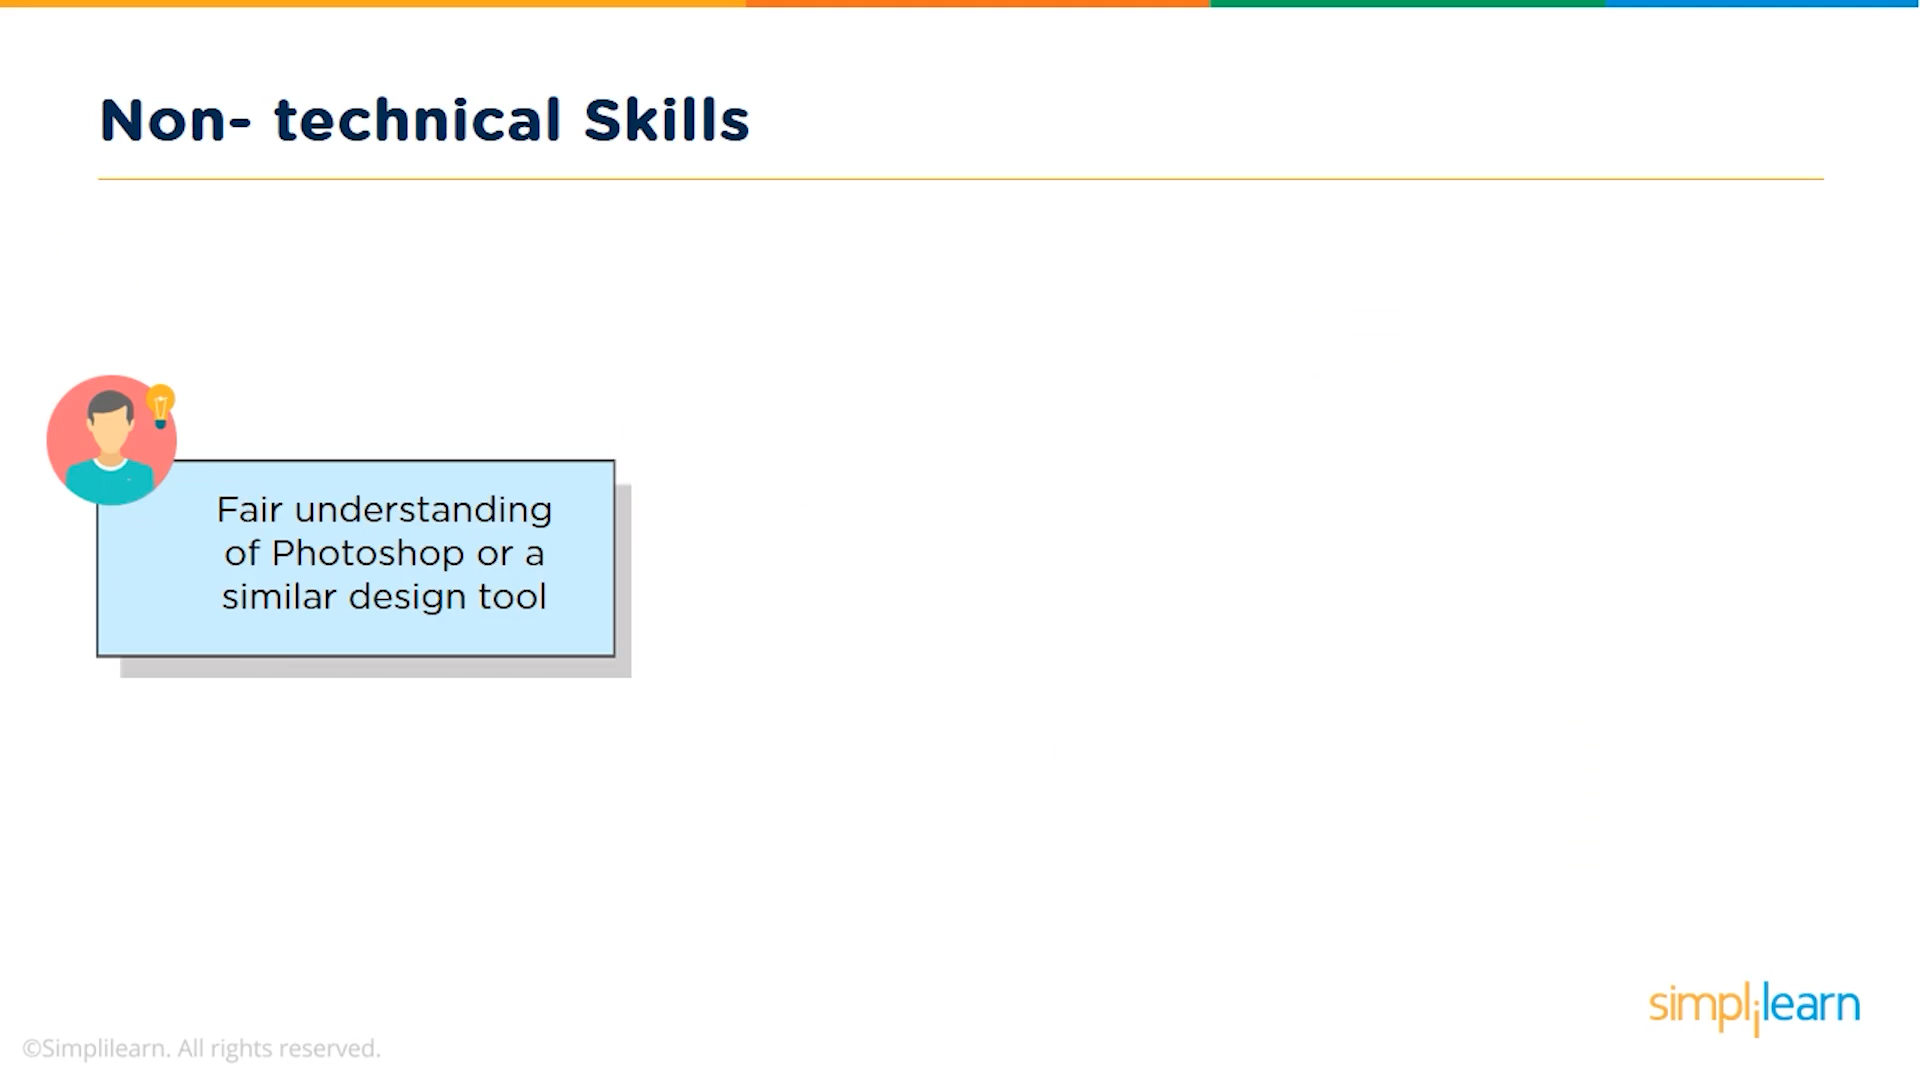 Non- technical Skills
Fair understanding
of Photoshop or a
similar design tool
simplilearn
©Simplilearn. All rights reserved.